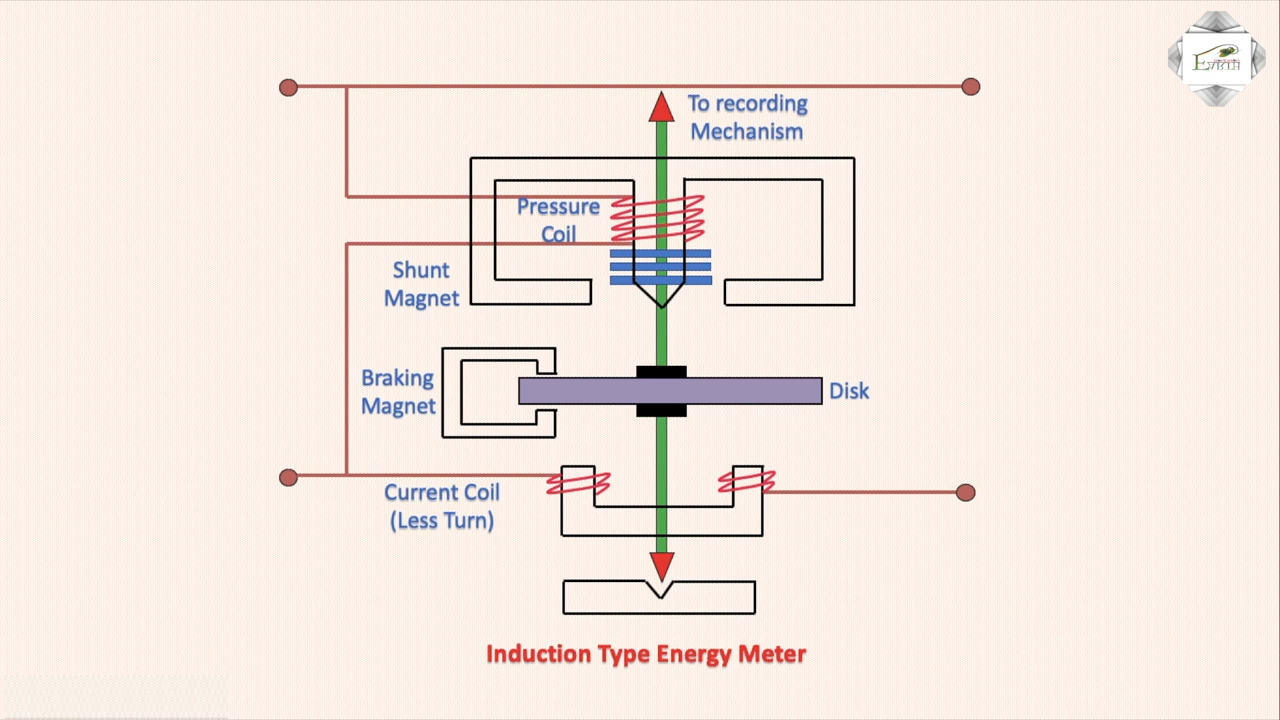 To recording
Mechanism
Pressure
Coil
Shunt
Magnet
Braking
Magnet
Disk
Current Coil
(Less Turn)
Induction Type Energy Meter